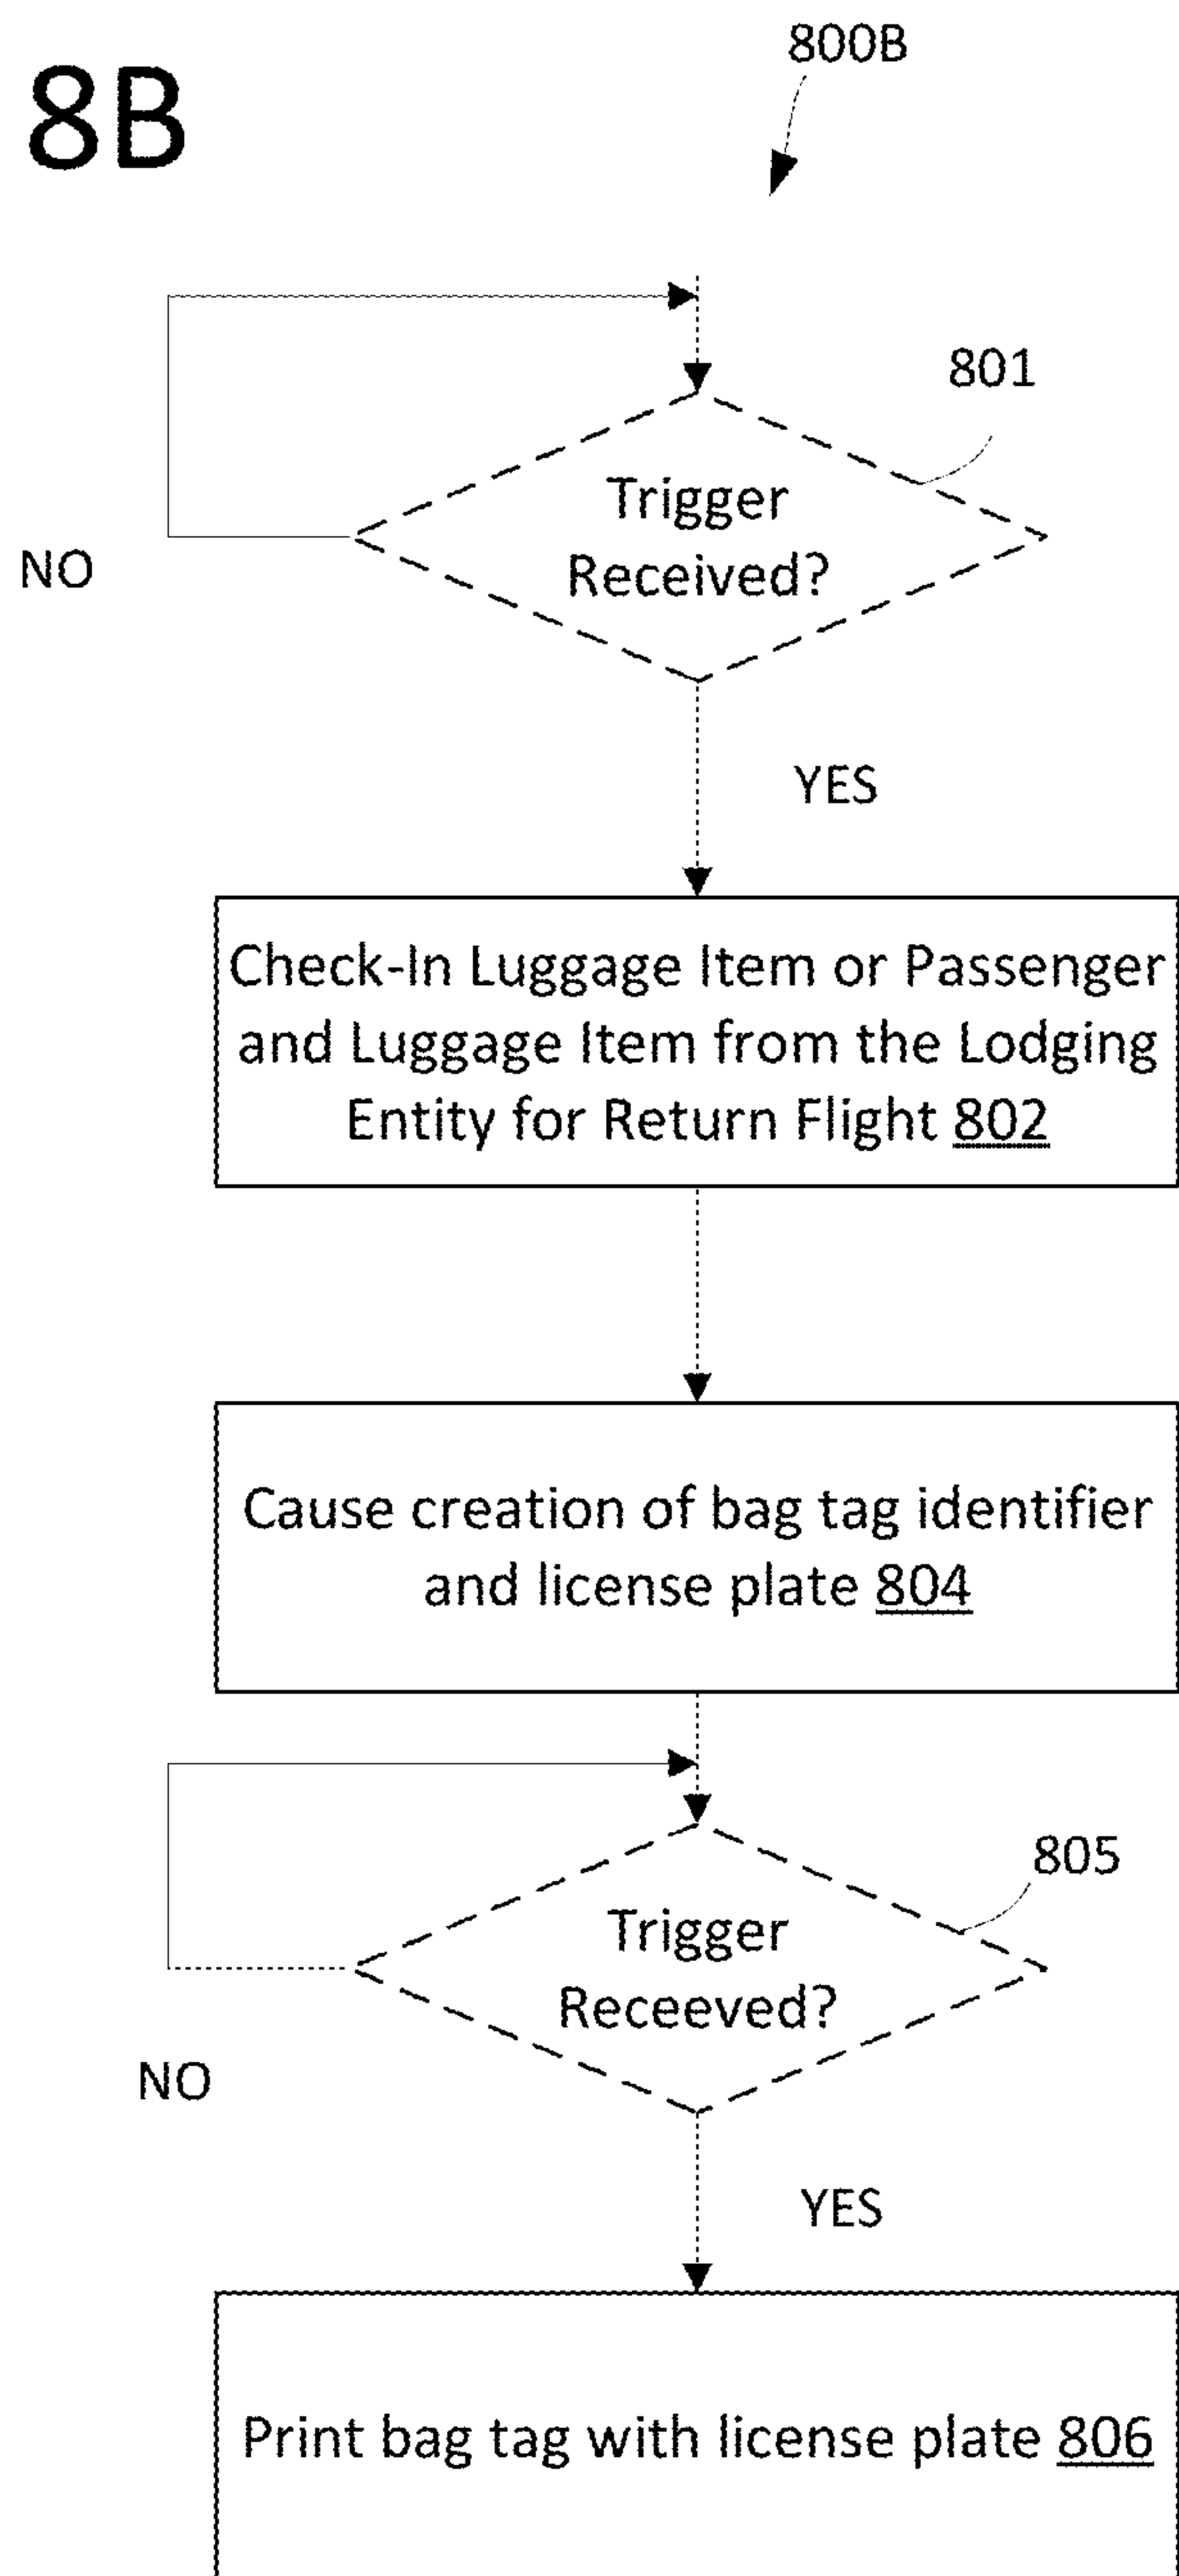 800B
8B
801
Trigger
Received?
NO
YES
Check-In Luggage Item or Passenger
and Luggage Item from the Lodging
Entity for Return Flight 802
Cause creation of bag tag identifier
and license plate 804
805
Trigger
Receeved?
NO
YES
Print bag tag with license plate 806